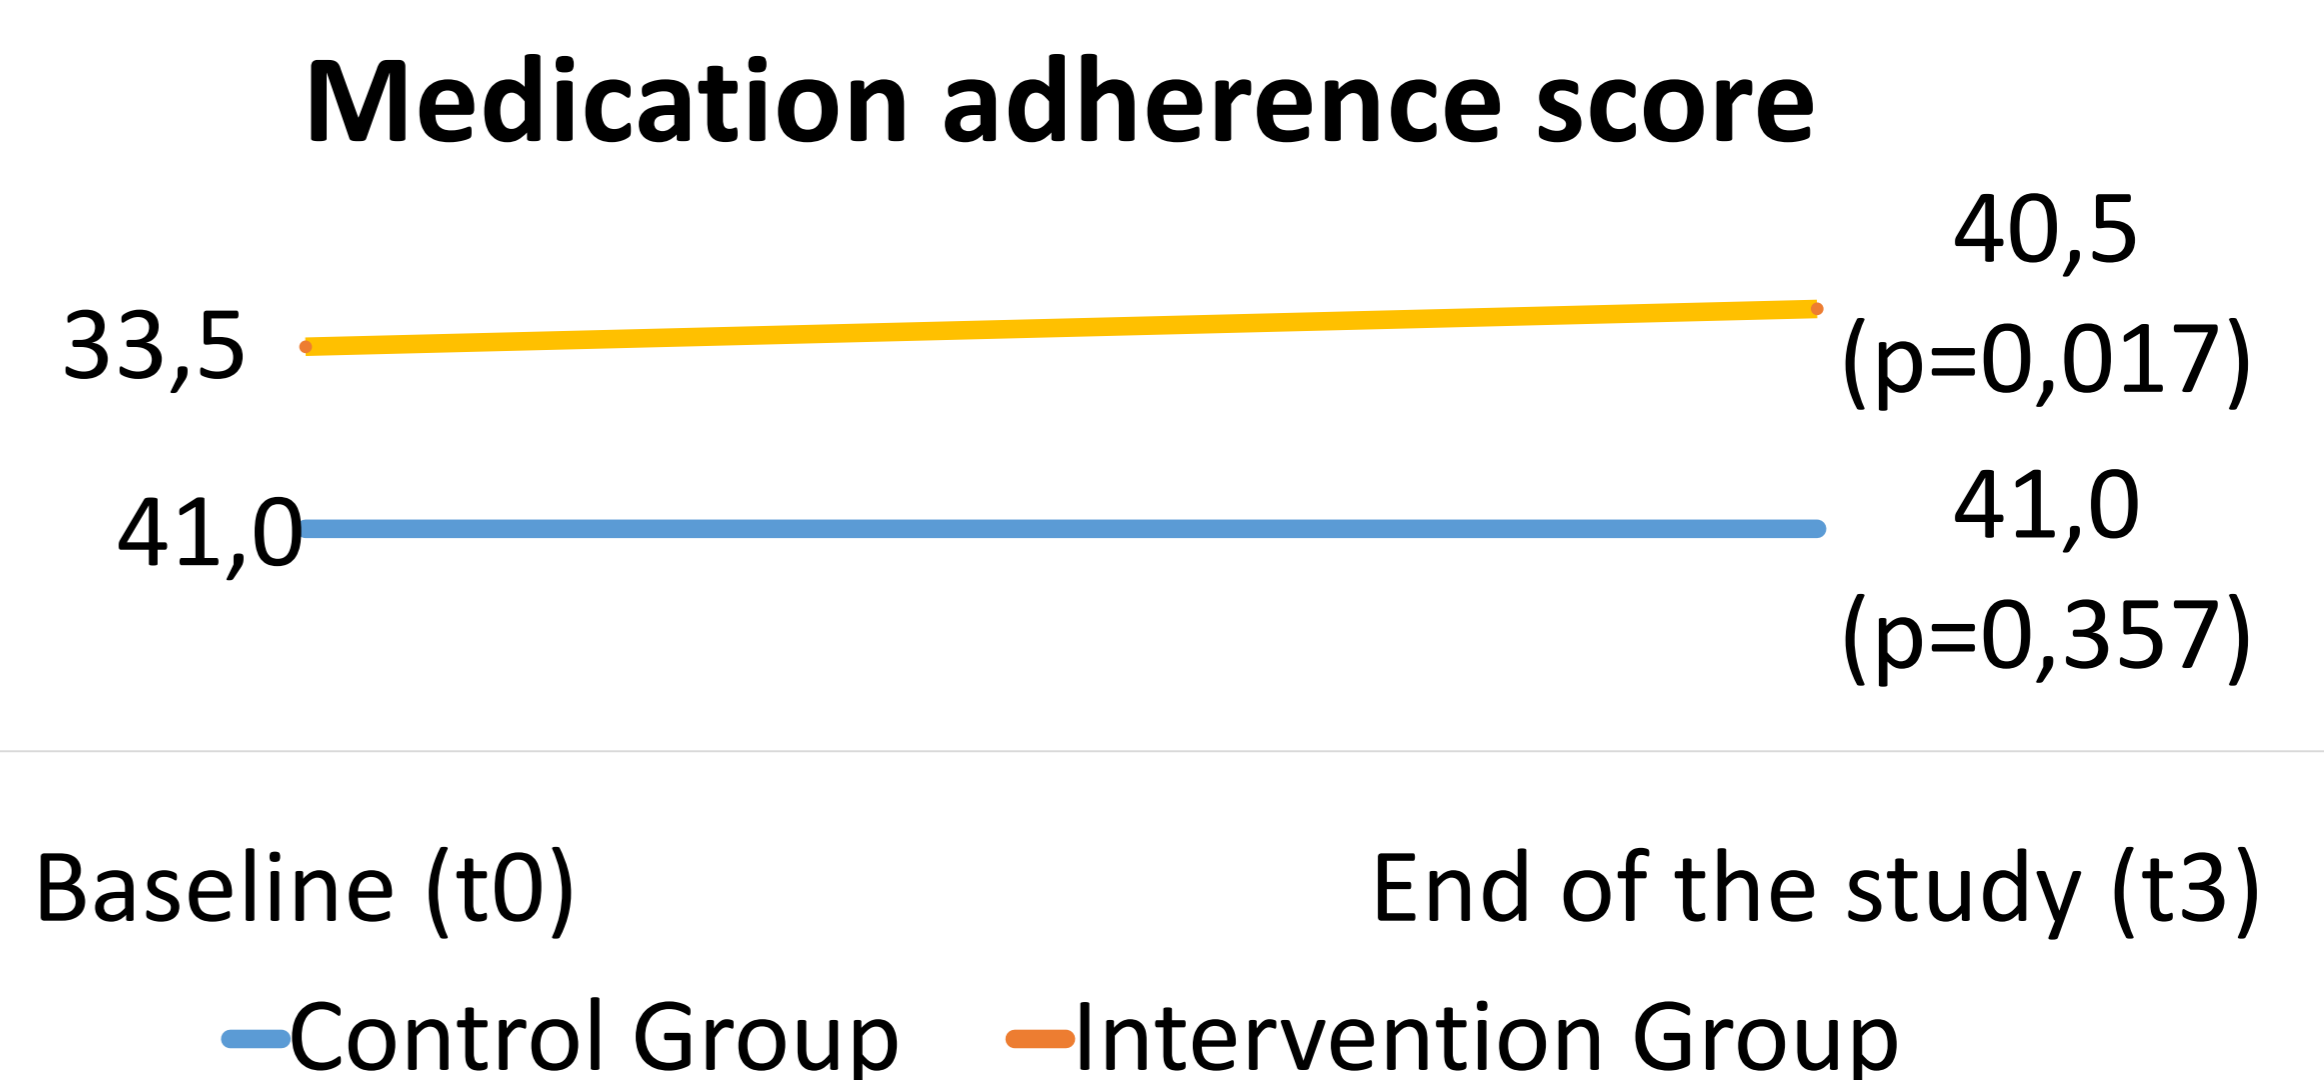 Medication adherence score
40,5
33,5
(p=0,017)
41,0
41,0
(p=0,357)
Baseline (t0)
End of the study (t3)
Control Group
Intervention Group